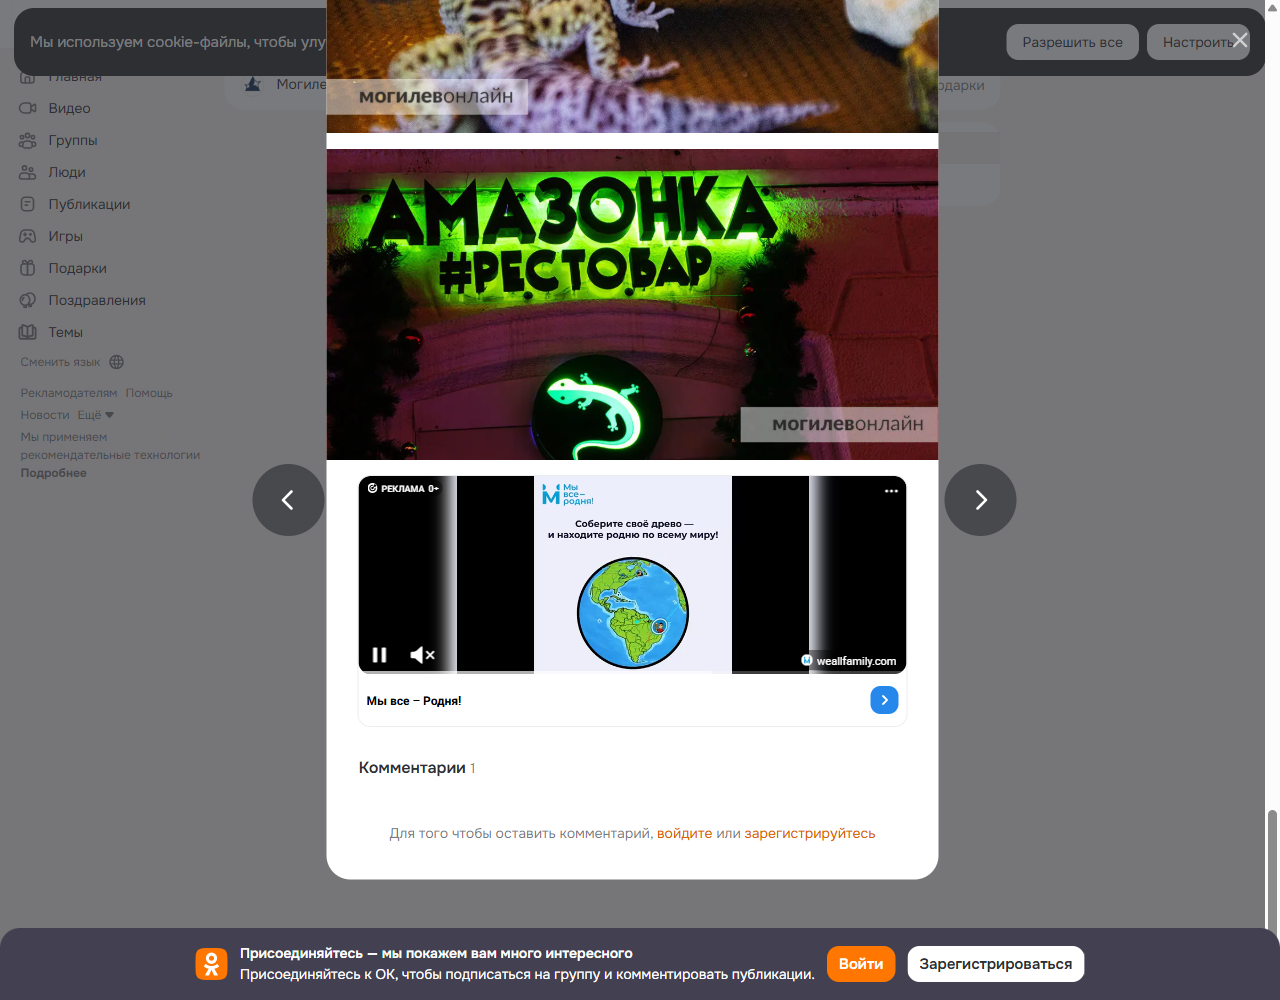 Мы используем cookie-файлы, чтобы улу
Разрешить все
Настроить
Главная
Видео
Группы
Люди
Публикации
Игры
Подарки
Поздравления
Темы
Сменить язык
Рекламодателям Помощь
Новости Ещё
Мы применяем
рекомендательные технологии
Подробнее
Могиле
одарки
могилевонлайн
АМАЗОНКА
#РЕСТОБАР
могилевонлайн
РЕКЛАМА 0+
Мы
все–
родня!
Соберите своё древо —
и находите родню по всему миру!
weallfamily.com
Мы все – Родня!
Комментарии 1
Для того чтобы оставить комментарий, войдите или зарегистрируйтесь
Присоединяйтесь — мы покажем вам много интересного
Присоединяйтесь к ОК, чтобы подписаться на группу и комментировать публикации.
Войти
Зарегистрироваться